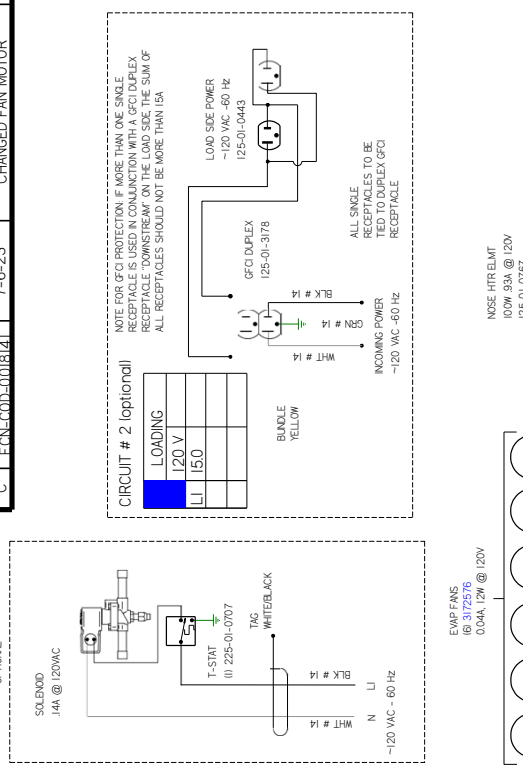 C ECN-COD-0018141 7-6-23 CHANGED FAN MOTOR
NOTE FOR GFCI PROTECTION: IF MORE THAN ONE SINGLE
RECEPTACLE IS USED IN CONJUNCTION WITH A GFCI DUPLEX
RECEPTACLE "DOWNSTREAM" ON THE LOAD SIDE, THE SUM OF
ALL RECEPTACLES SHOULD NOT BE MORE THAN 15A
CIRCUIT # 2 (optional)
LOADING
120 V
L1 15.0
BUNDLE
YELLOW
GFCI DUPLEX
125-01-3178
LOAD SIDE POWER
~120 VAC -60 Hz
125-01-0443
WHT # 14
GRN # 14
BLK # 14
INCOMING POWER
~120 VAC -60 Hz
ALL SINGLE
RECEPTACLES TO BE
TIED TO DUPLEX GFCI
RECEPTACLE
SOLENOID
.14A @ 120VAC
T-STAT
(1) 225-01-0707
TAG
WHITE/BLACK
WHT # 14
BLK # 14
N L1
~120 VAC - 60 Hz
EVAP FANS
(6) 3172576
0.04A, 12W @ 120V
NOSE HTR ELMT
100W .93A @ 120V
125-01-0767